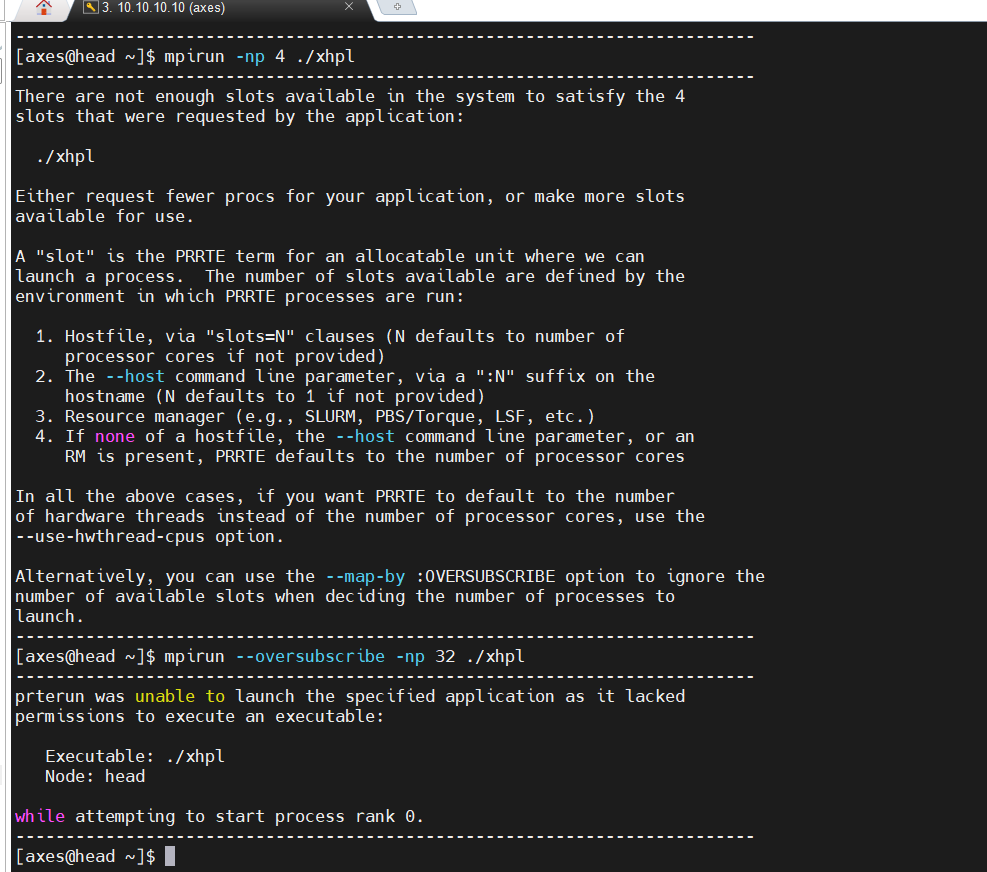 3. 10.10.10.10 (axes)
--------------------------------------------------------------------------
[axes@head ~]$ mpirun -np 4 ./xhpl
--------------------------------------------------------------------------
There are not enough slots available in the system to satisfy the 4
slots that were requested by the application:
./xhpl
Either request fewer procs for your application, or make more slots
available for use.
A "slot" is the PRRTE term for an allocatable unit where we can
launch a process.  The number of slots available are defined by the
environment in which PRRTE processes are run:
1. Hostfile, via "slots=N" clauses (N defaults to number of
processor cores if not provided)
2. The --host command line parameter, via a ":N" suffix on the
hostname (N defaults to 1 if not provided)
3. Resource manager (e.g., SLURM, PBS/Torque, LSF, etc.)
4. If none of a hostfile, the --host command line parameter, or an
RM is present, PRRTE defaults to the number of processor cores
In all the above cases, if you want PRRTE to default to the number
of hardware threads instead of the number of processor cores, use the
--use-hwthread-cpus option.
Alternatively, you can use the --map-by :OVERSUBSCRIBE option to ignore the
number of available slots when deciding the number of processes to
launch.
--------------------------------------------------------------------------
[axes@head ~]$ mpirun --oversubscribe -np 32 ./xhpl
--------------------------------------------------------------------------
prterun was unable to launch the specified application as it lacked
permissions to execute an executable:
Executable: ./xhpl
Node: head
while attempting to start process rank 0.
--------------------------------------------------------------------------
[axes@head ~]$